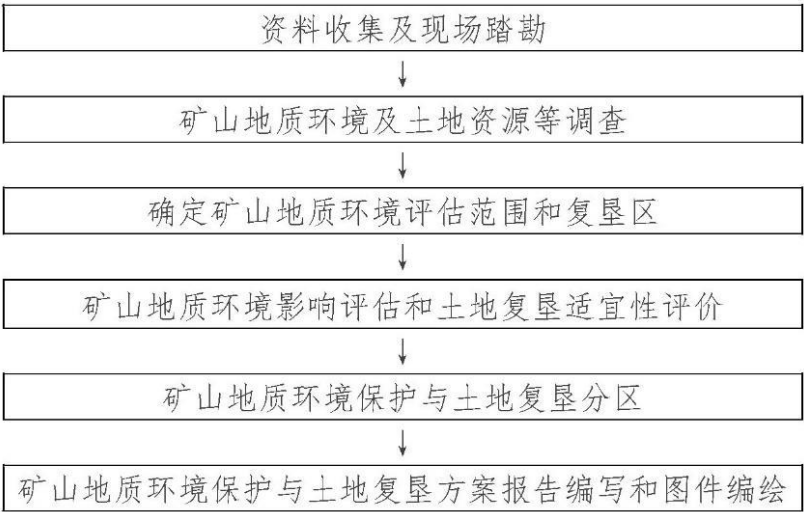 资料收集及现场踏勘
矿山地质环境及土地资源等调查
确定矿山地质环境评估范围和复垦区
矿山地质环境影响评估和土地复垦适宜性评价
矿山地质环境保护与土地复垦分区
矿山地质环境保护与土地复垦方案报告编写和图件编绘